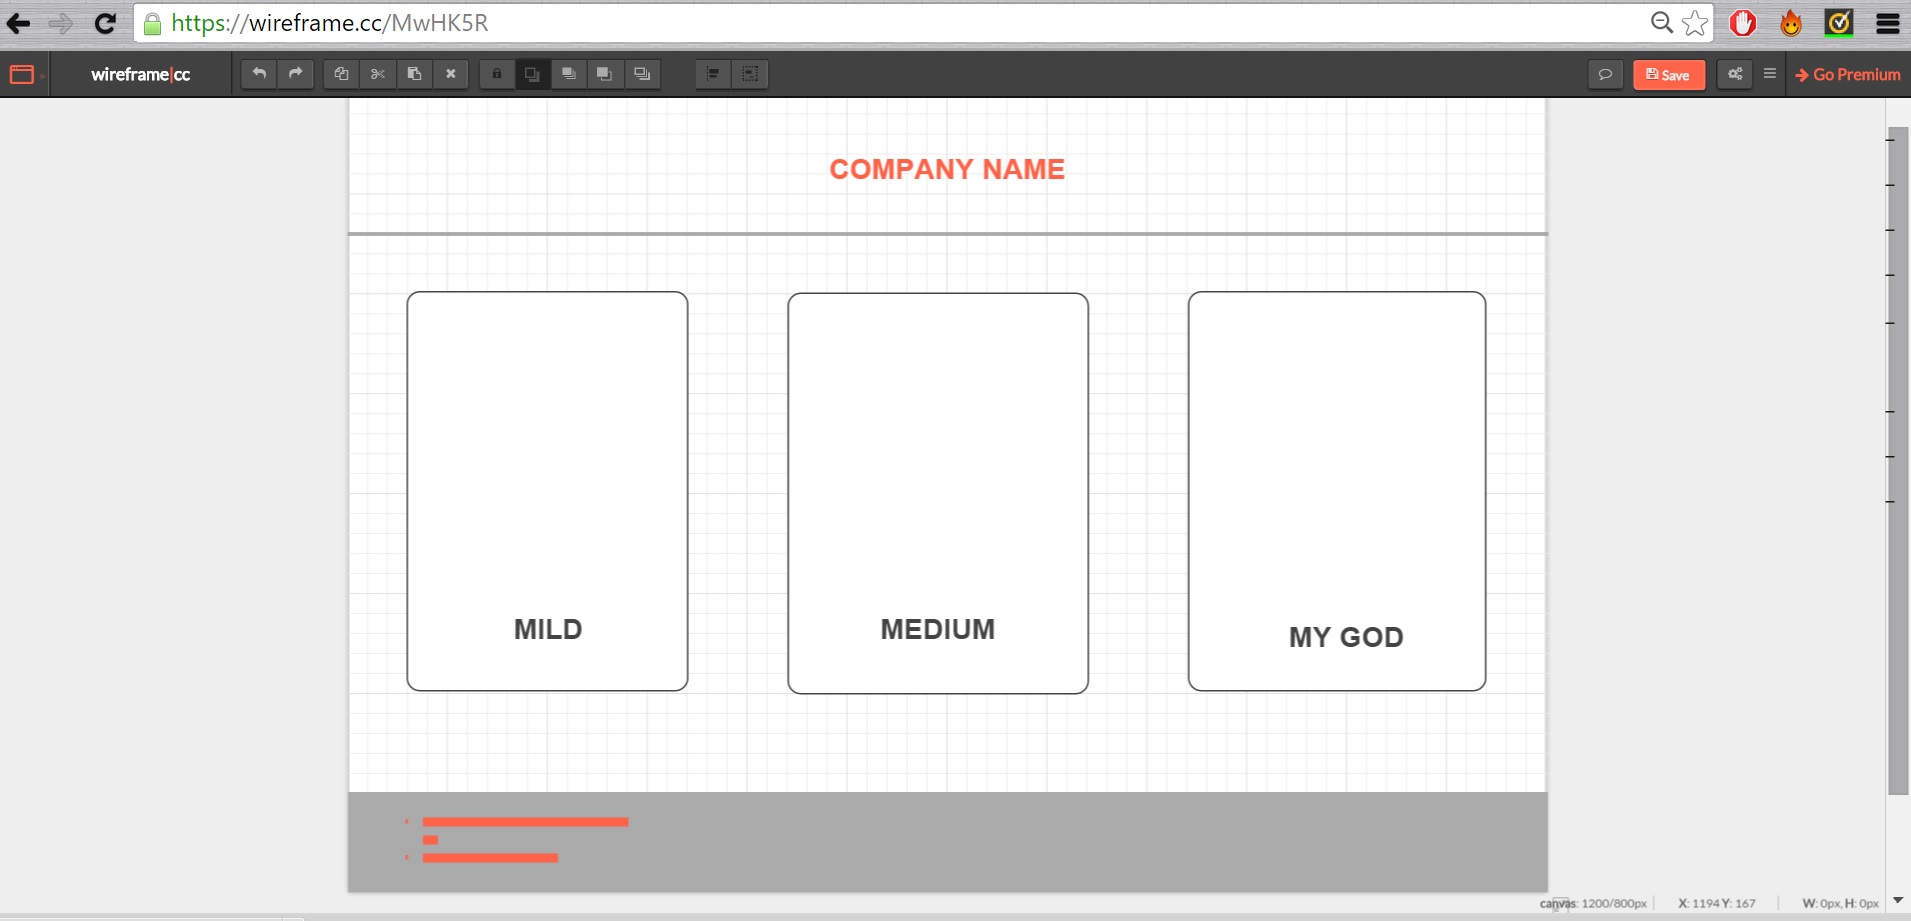 https://wireframe.cc/MwHK5R
wireframe|cc
Save
Go Premium
COMPANY NAME
MILD
MEDIUM
MY GOD
canvas: 1200/800px
X: 1194 Y: 167
W: 0px, H: 0px